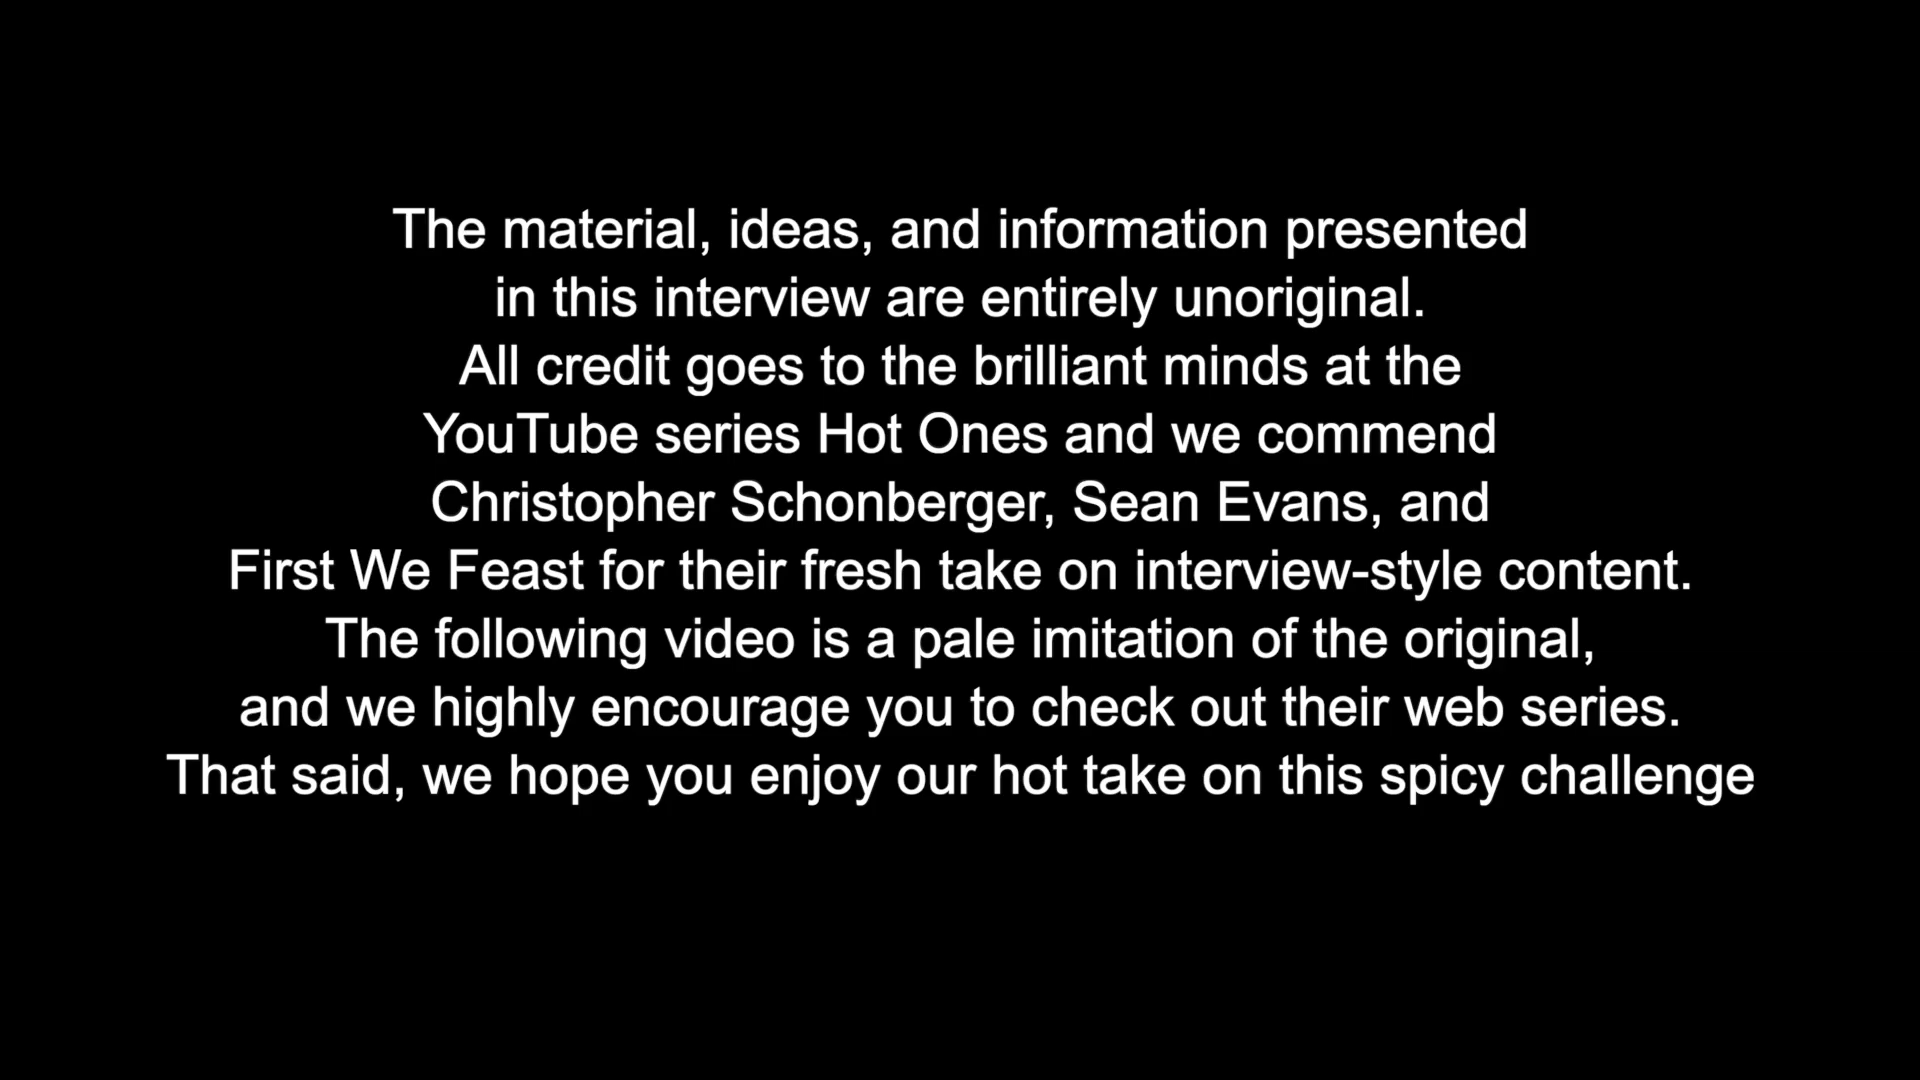 The material, ideas, and information presented
in this interview are entirely unoriginal.
All credit goes to the brilliant minds at the
YouTube series Hot Ones and we commend
Christopher Schonberger, Sean Evans, and
First We Feast for their fresh take on interview-style content.
The following video is a pale imitation of the original,
and we highly encourage you to check out their web series.
That said, we hope you enjoy our hot take on this spicy challenge